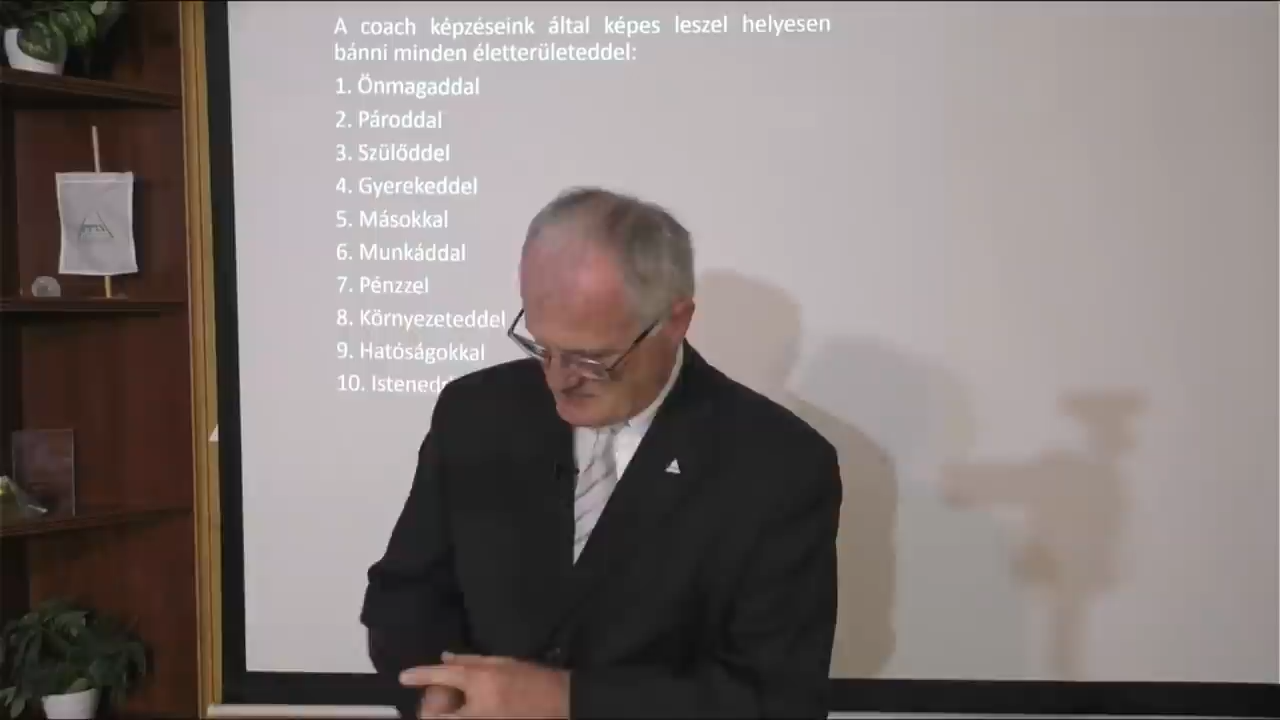 A coach képzéseink által képes leszel helyesen
bánni minden életterületeddel:
1. Önmagaddal
2. Pároddal
3. Szülőddel
4. Gyerekeddel
5. Másokkal
6. Munkáddal
7. Pénzzel
8. Környezeteddel
9. Hatóságokkal
10.